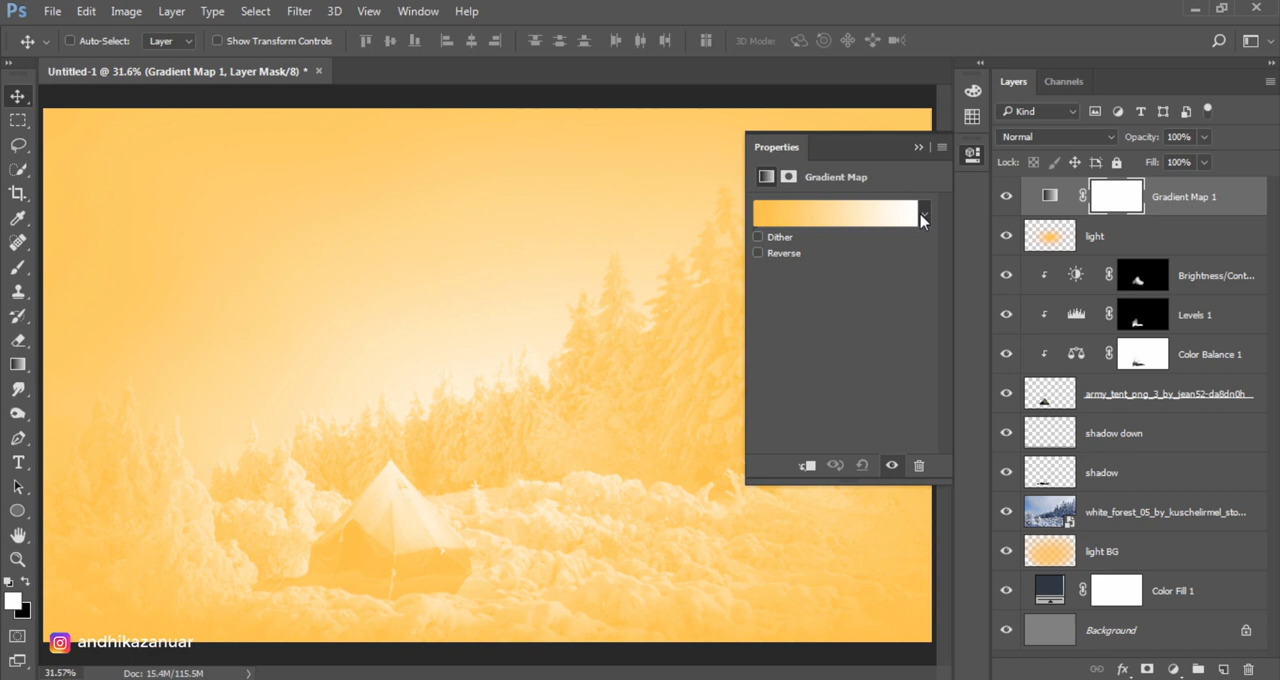 Ps File Edit Image Layer Type Select Filter 3D View Window Help
Auto-Select: Layer Show Transform Controls 3D Mode:
Untitled-1 @ 31.6% (Gradient Map 1, Layer Mask/8) *
Properties
Gradient Map
Dither
Reverse
andhikazanuar
31.57% Doc: 15.4M/115.5M
Layers Channels
Kind
Normal Opacity: 100%
Lock: Fill: 100%
Gradient Map 1
light
Brightness/Cont...
Levels 1
Color Balance 1
army_tent_png_3_by_jean52-da8dn0h
shadow down
shadow
white_forest_05_by_kuschelirmel_sto...
light BG
Color Fill 1
Background